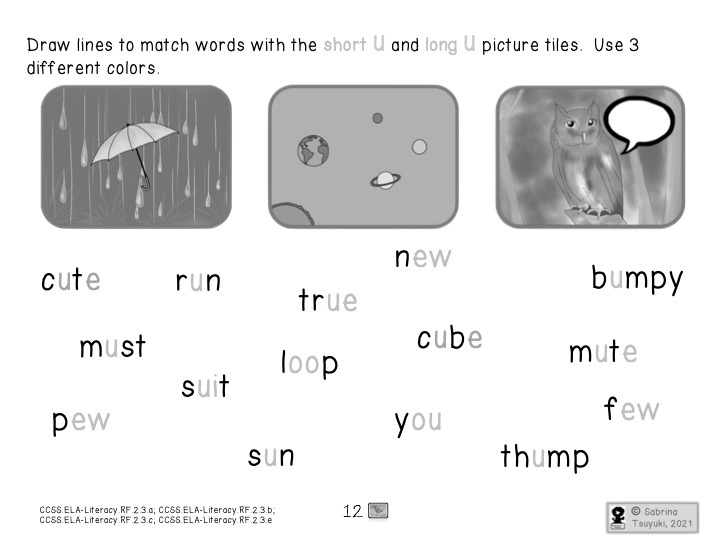 Draw lines to match words with the short U and long U picture tiles. Use 3
different colors.
new
cute
run
bumpy
true
cube
must
loop
mute
suit
pew
you
few
sun
thump
CCSS.ELA-Literacy.RF.2.3.a; CCSS.ELA-Literacy.RF.2.3.b;
CCSS.ELA-Literacy.RF.2.3.c; CCSS.ELA-Literacy.RF.2.3.e
12
© Sabrina
Tsuyuki, 2021